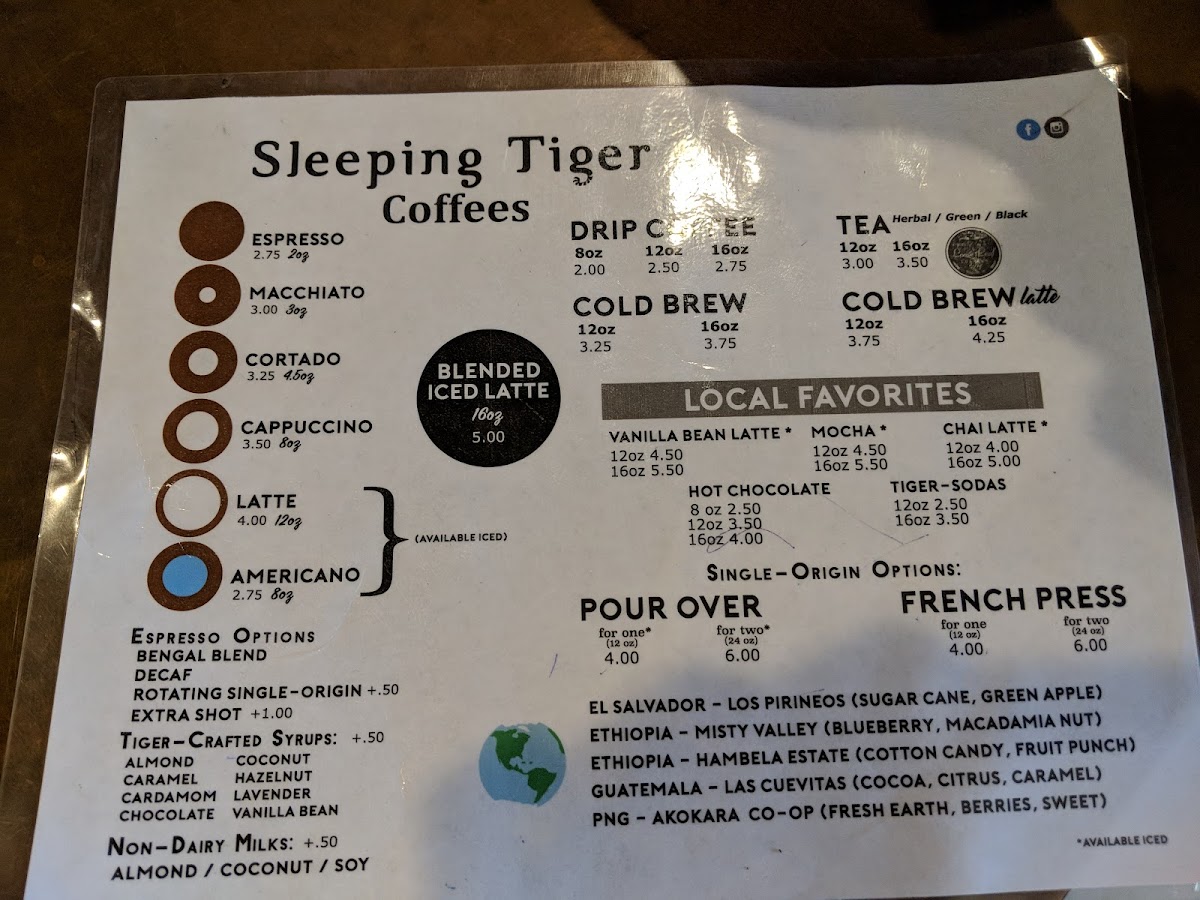 Sleeping Tiger
Coffees
ESPRESSO
2.75 2oz
MACCHIATO
3.00 3oz
CORTADO
3.25 4.5oz
CAPPUCCINO
3.50 8oz
LATTE
4.00 12oz
AMERICANO
2.75 8oz
(AVAILABLE ICED)
BLENDED
ICED LATTE
16oz
5.00
ESPRESSO OPTIONS
BENGAL BLEND
DECAF
ROTATING SINGLE-ORIGIN +.50
EXTRA SHOT +1.00
TIGER-CRAFTED SYRUPS: +.50
ALMOND COCONUT
CARAMEL HAZELNUT
CARDAMOM LAVENDER
CHOCOLATE VANILLA BEAN
NON-DAIRY MILKS: +.50
ALMOND / COCONUT / SOY
DRIP COFFEE
8oz 12oz 16oz
2.00 2.50 2.75
TEA Herbal / Green / Black
12oz 16oz
3.00 3.50
COLD BREW
12oz 16oz
3.25 3.75
COLD BREW latte
12oz 16oz
3.75 4.25
LOCAL FAVORITES
VANILLA BEAN LATTE *
12oz 4.50
16oz 5.50
MOCHA *
12oz 4.50
16oz 5.50
CHAI LATTE *
12oz 4.00
16oz 5.00
HOT CHOCOLATE
8 oz 2.50
12oz 3.50
16oz 4.00
TIGER-SODAS
12oz 2.50
16oz 3.50
SINGLE-ORIGIN OPTIONS:
POUR OVER
for one* for two*
(12 oz) (24 oz)
4.00 6.00
FRENCH PRESS
for one for two
(12 oz) (24 oz)
4.00 6.00
EL SALVADOR - LOS PIRINEOS (SUGAR CANE, GREEN APPLE)
ETHIOPIA - MISTY VALLEY (BLUEBERRY, MACADAMIA NUT)
ETHIOPIA - HAMBELA ESTATE (COTTON CANDY, FRUIT PUNCH)
GUATEMALA - LAS CUEVITAS (COCOA, CITRUS, CARAMEL)
PNG - AKOKARA CO-OP (FRESH EARTH, BERRIES, SWEET)
*AVAILABLE ICED